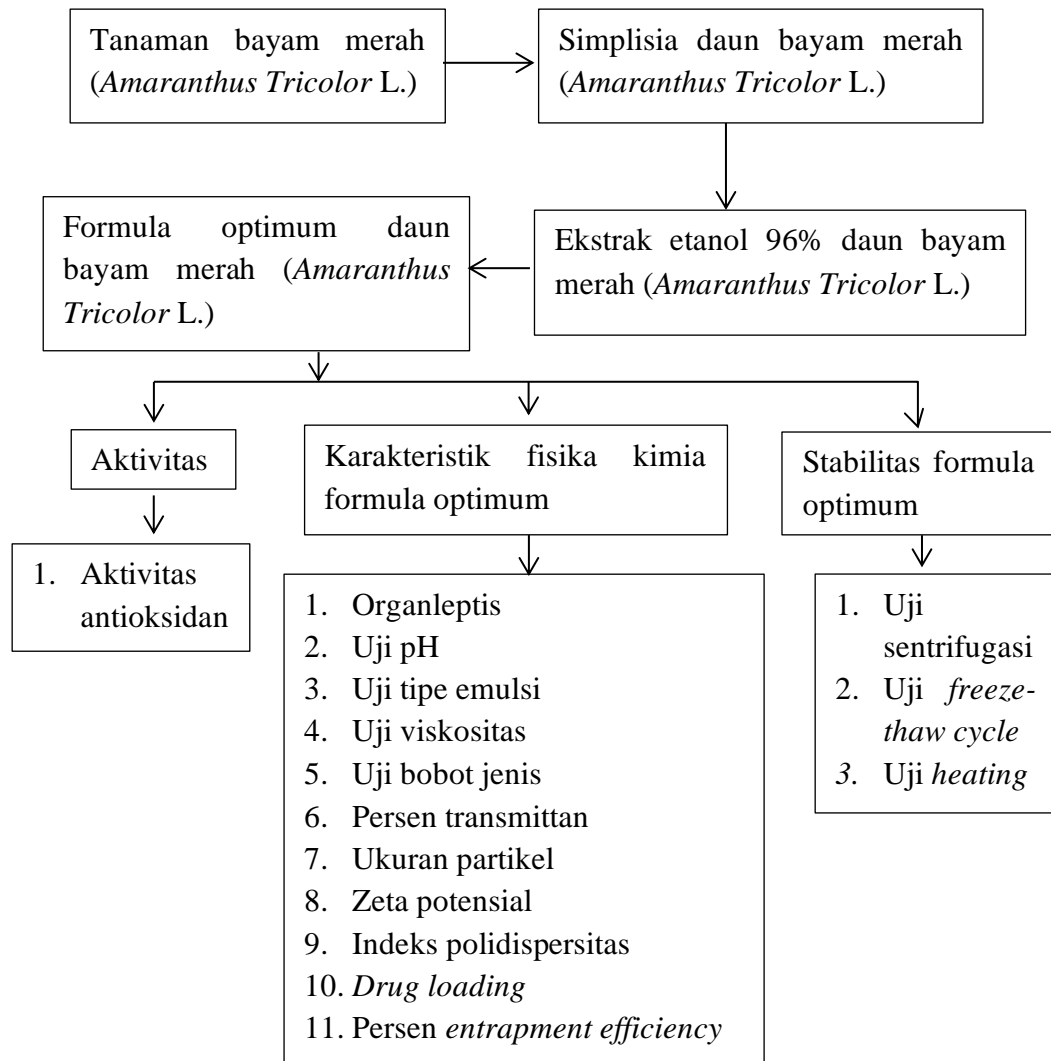 Tanaman bayam merah
(Amaranthus Tricolor L.)
Simplisia daun bayam merah
(Amaranthus Tricolor L.)
Ekstrak etanol 96% daun bayam
merah (Amaranthus Tricolor L.)
Formula optimum daun
bayam merah (Amaranthus
Tricolor L.)
Aktivitas
1. Aktivitas
antioksidan
Karakteristik fisika kimia
formula optimum
1. Organleptis
2. Uji pH
3. Uji tipe emulsi
4. Uji viskositas
5. Uji bobot jenis
6. Persen transmittan
7. Ukuran partikel
8. Zeta potensial
9. Indeks polidispersitas
10. Drug loading
11. Persen entrapment efficiency
Stabilitas formula
optimum
1. Uji
sentrifugasi
2. Uji freeze-
thaw cycle
3. Uji heating